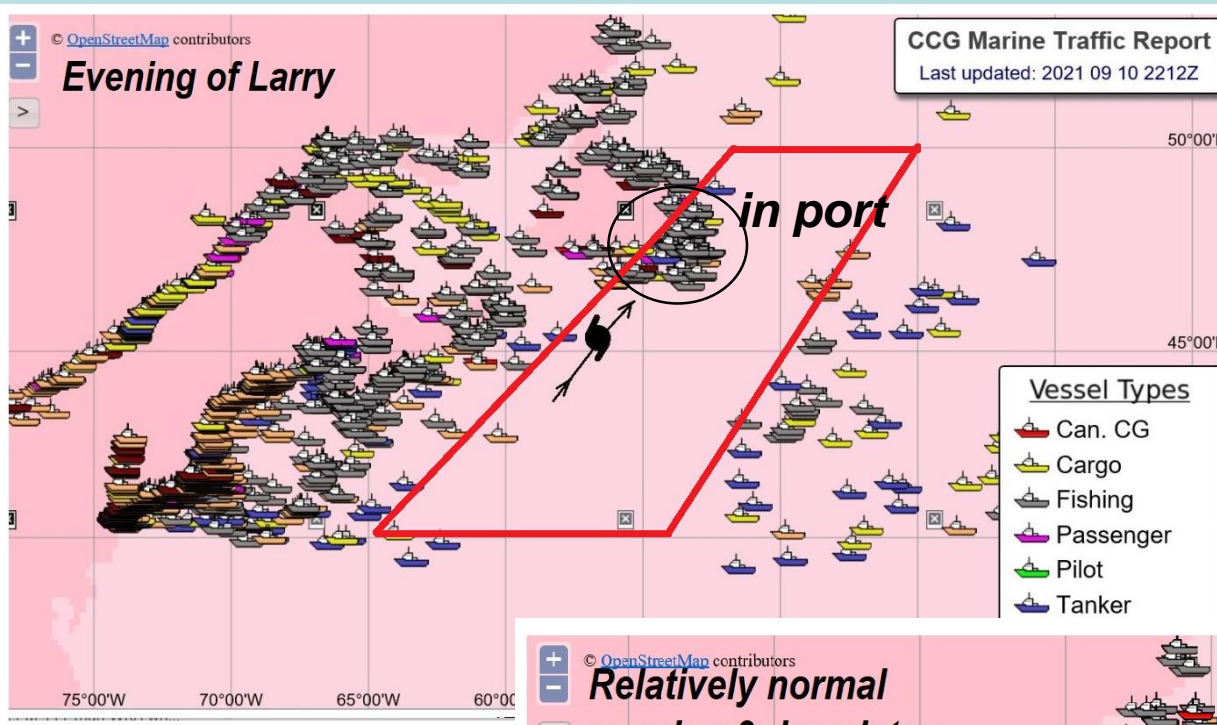 © OpenStreetMap contributors
Evening of Larry
CCG Marine Traffic Report
Last updated: 2021 09 10 2212Z
50°00'
in port
45°00'
Vessel Types
Can. CG
Cargo
Fishing
Passenger
Pilot
Tanker
75°00'W
70°00'W
65°00'W
60°00
© OpenStreetMap contributors
Relatively normal